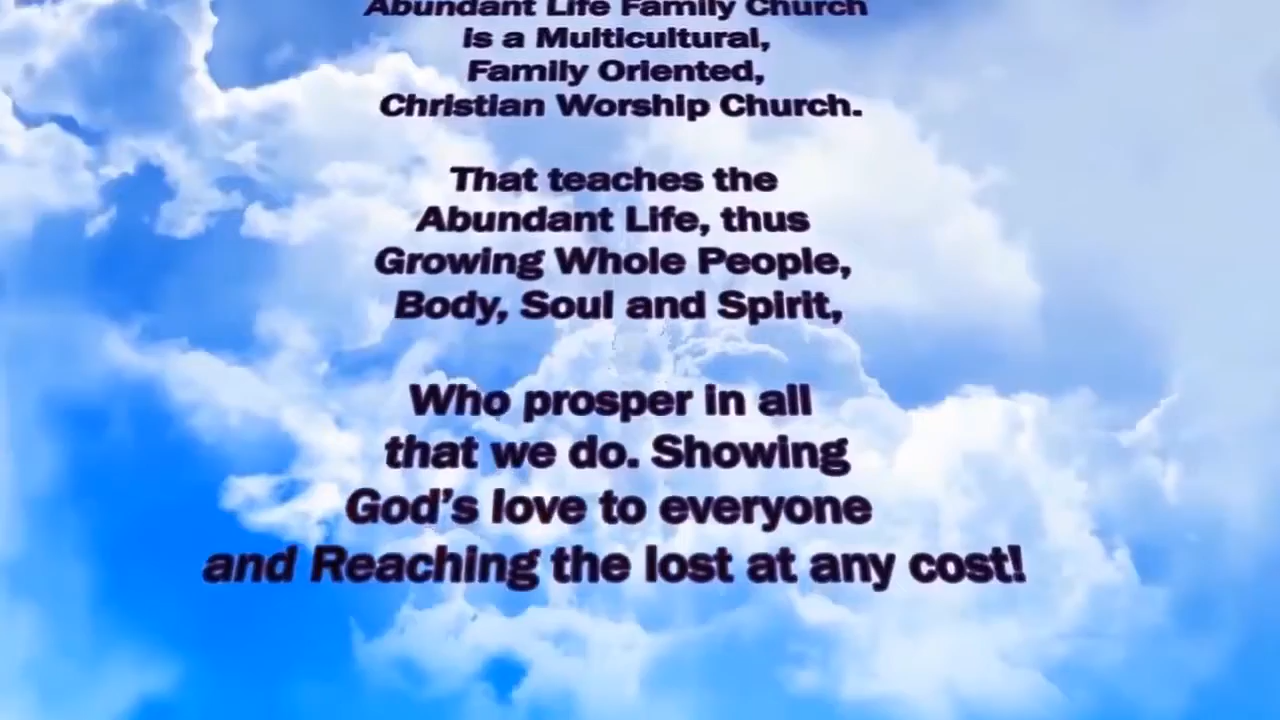 Abundant Life Family Church
is a Multicultural,
Family Oriented,
Christian Worship Church.
That teaches the
Abundant Life, thus
Growing Whole People,
Body, Soul and Spirit,
Who prosper in all
that we do. Showing
God's love to everyone
and Reaching the lost at any cost!